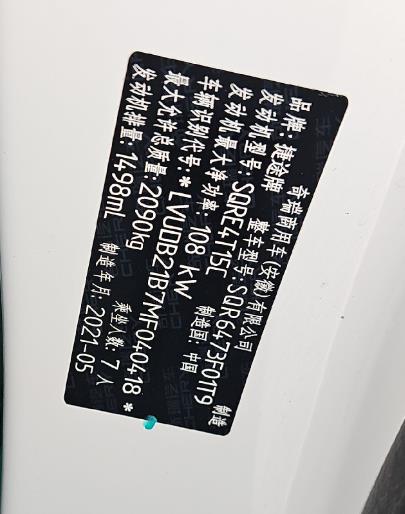 奇瑞商用车(安徽)有限公司 制造
品牌:捷途牌 整车型号:SQR6473F01T9
发动机型号:SQRE4T15C 制造国:中国
发动机最大净功率:108 kW
车辆识别代号*LVUUB21B7MF040418*
最大允许总质量:2090kg 乘坐人数:7人
发动机排量:1498mL 制造年月:2021-05